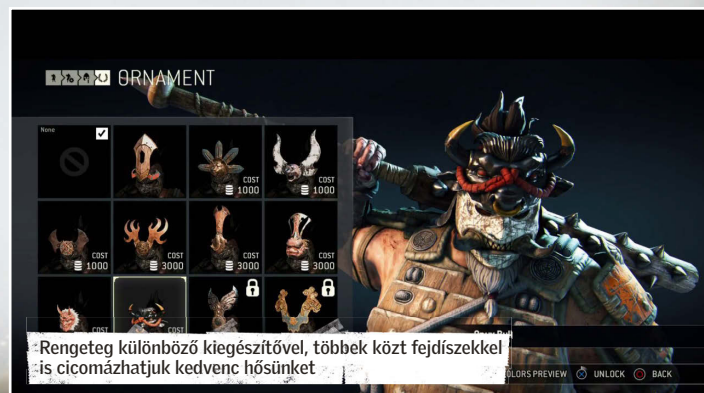 ORNAMENT
None
COST
1000
COST
1000
COST
1000
COST
3000
COST
3000
COST
3000
COST
COST
Rengeteg különböző kiegészítővel, többek közt fejdíszekkel
is cicomázhatjuk kedvenc hősünket
COLORS PREVIEW UNLOCK BACK